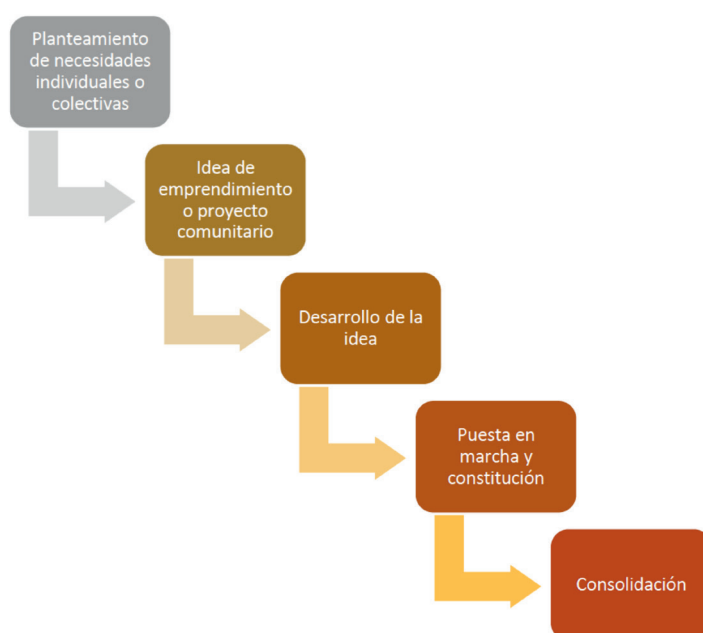 Planteamiento
de necesidades
individuales o
colectivas
Idea de
emprendimiento
o proyecto
comunitario
Desarrollo de la
idea
Puesta en
marcha y
constitución
Consolidación